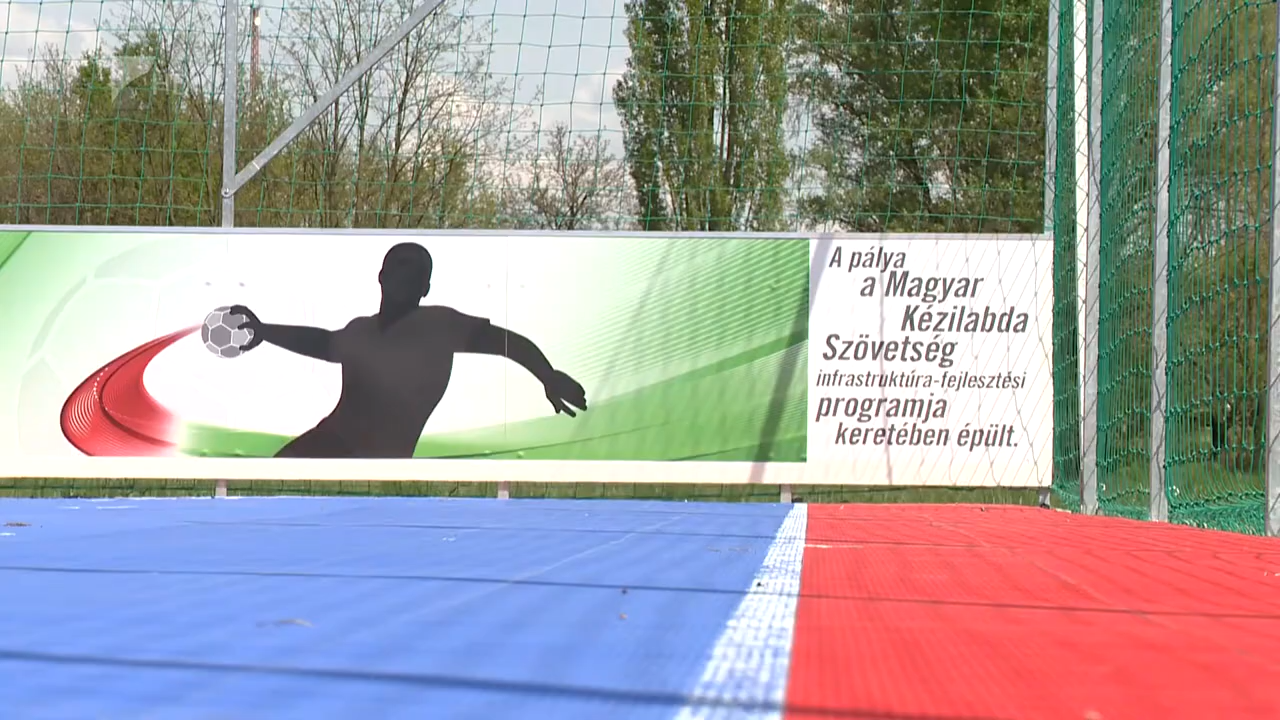 A pálya
a Magyar
Kézilabda
Szövetség
infrastruktúra-fejlesztési
programja
keretében épült.